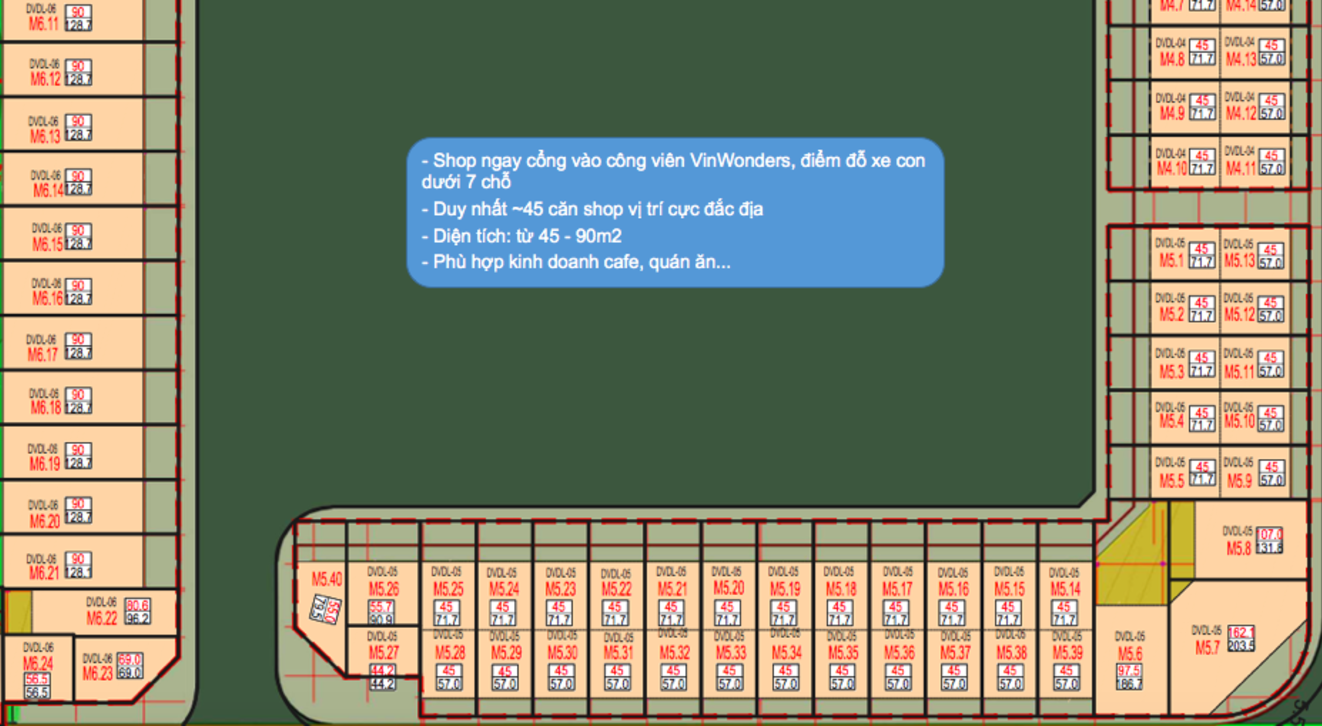 DVDL-06
M6.11 90 128.7
DVDL-06
M6.12 90 128.7
DVDL-06
M6.13 90 128.7
DVDL-06
M6.14 90 128.7
DVDL-06
M6.15 90 128.7
DVDL-06
M6.16 90 128.7
DVDL-06
M6.17 90 128.7
DVDL-06
M6.18 90 128.7
DVDL-06
M6.19 90 128.7
DVDL-06
M6.20 90 128.7
DVDL-06
M6.21 90 128.1
DVDL-06
M6.22 80.6 96.2
DVDL-06
M6.24
56.5
56.5
DVDL-06
M6.23 69.0 69.0
- Shop ngay cổng vào công viên VinWonders, điểm đỗ xe con
dưới 7 chỗ
- Duy nhất ~45 căn shop vị trí cực đắc địa
- Diện tích: từ 45 - 90m2
- Phù hợp kinh doanh cafe, quán ăn...
M4.7 71.7 M4.14 57.0
DVDL-04 45 DVDL-04 45
M4.8 71.7 M4.13 57.0
DVDL-04 45 DVDL-04 45
M4.9 71.7 M4.12 57.0
DVDL-04 45 DVDL-04 45
M4.10 71.7 M4.11 57.0
DVDL-05 45 DVDL-05 45
M5.1 71.7 M5.13 57.0
DVDL-05 45 DVDL-05 45
M5.2 71.7 M5.12 57.0
DVDL-05 45 DVDL-05 45
M5.3 71.7 M5.11 57.0
DVDL-05 45 DVDL-05 45
M5.4 71.7 M5.10 57.0
DVDL-05 45 DVDL-05 45
M5.5 71.7 M5.9 57.0
DVDL-05 107.0
M5.8 131.8
DVDL-05 162.1
M5.7 203.5
DVDL-05
M5.6
97.5
186.7
M5.40
55.0
79.5
DVDL-05 DVDL-05 DVDL-05 DVDL-05 DVDL-05 DVDL-05 DVDL-05 DVDL-05 DVDL-05 DVDL-05 DVDL-05 DVDL-05 DVDL-05
M5.26 M5.25 M5.24 M5.23 M5.22 M5.21 M5.20 M5.19 M5.18 M5.17 M5.16 M5.15 M5.14
55.7 45 45 45 45 45 45 45 45 45 45 45 45
90.9 71.7 71.7 71.7 71.7 71.7 71.7 71.7 71.7 71.7 71.7 71.7 71.7
DVDL-05 DVDL-05 DVDL-05 DVDL-05 DVDL-05 DVDL-05 DVDL-05 DVDL-05 DVDL-05 DVDL-05 DVDL-05 DVDL-05 DVDL-05
M5.27 M5.28 M5.29 M5.30 M5.31 M5.32 M5.33 M5.34 M5.35 M5.36 M5.37 M5.38 M5.39
44.2 45 45 45 45 45 45 45 45 45 45 45 45
44.2 57.0 57.0 57.0 57.0 57.0 57.0 57.0 57.0 57.0 57.0 57.0 57.0